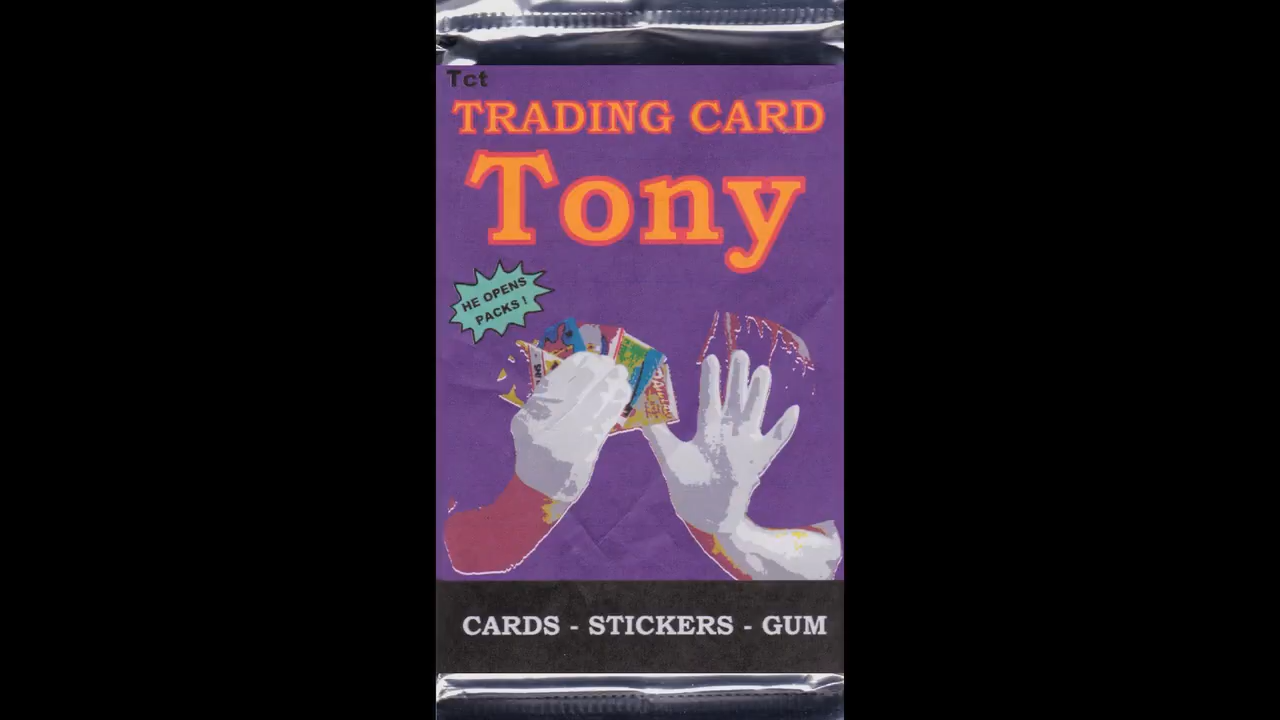 Tct
TRADING CARD
Tony
HE OPENS
PACKS!
CARDS - STICKERS - GUM